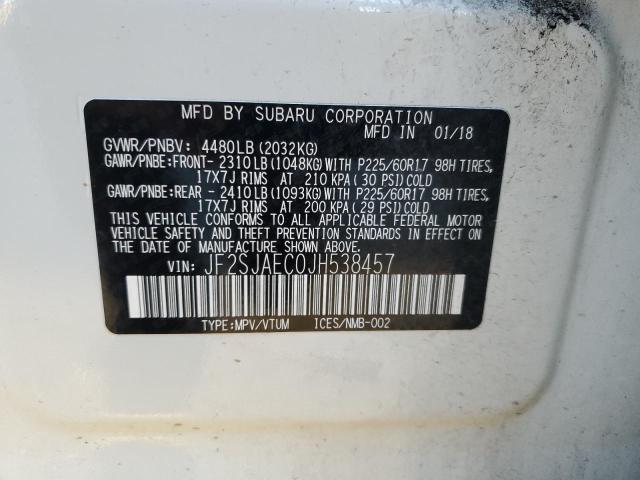 MFD BY SUBARU CORPORATION
MFD IN 01/18
GVWR/PNBV: 4480LB (2032KG)
GAWR/PNBE:FRONT- 2310LB (1048KG) WITH P225/60R17 98H TIRES,
17X7J RIMS AT 210 KPA (30 PSI) COLD
GAWR/PNBE:REAR - 2410LB (1093KG) WITH P225/60R17 98H TIRES,
17X7J RIMS AT 200 KPA (29 PSI) COLD
THIS VEHICLE CONFORMS TO ALL APPLICABLE FEDERAL MOTOR
VEHICLE SAFETY AND THEFT PREVENTION STANDARDS IN EFFECT
ON THE DATE OF MANUFACTURE SHOWN ABOVE.
VIN: JF2SJAEC0JH538457
TYPE:MPV/VTUM ICES/NMB-002